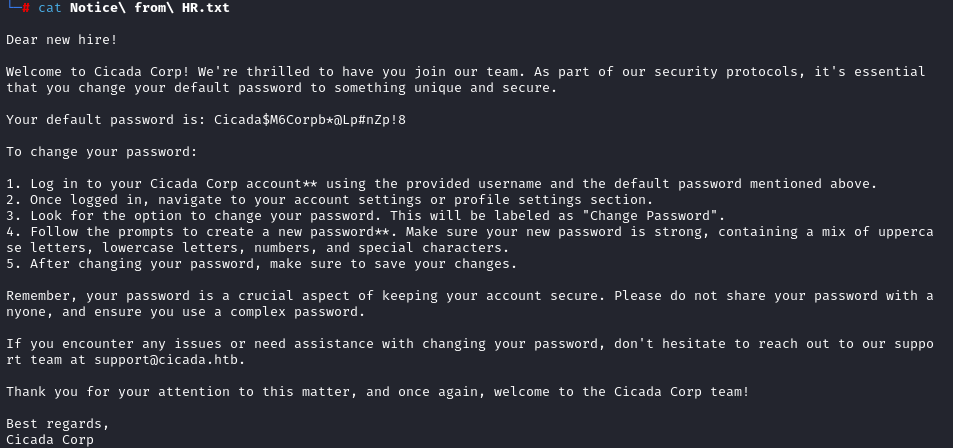 └─# cat Notice\ from\ HR.txt
Dear new hire!
Welcome to Cicada Corp! We're thrilled to have you join our team. As part of our security protocols, it's essential
that you change your default password to something unique and secure.
Your default password is: Cicada$M6Corpb*@Lp#nZp!8
To change your password:
1. Log in to your Cicada Corp account** using the provided username and the default password mentioned above.
2. Once logged in, navigate to your account settings or profile settings section.
3. Look for the option to change your password. This will be labeled as "Change Password".
4. Follow the prompts to create a new password**. Make sure your new password is strong, containing a mix of upperca
se letters, lowercase letters, numbers, and special characters.
5. After changing your password, make sure to save your changes.
Remember, your password is a crucial aspect of keeping your account secure. Please do not share your password with a
nyone, and ensure you use a complex password.
If you encounter any issues or need assistance with changing your password, don't hesitate to reach out to our suppo
rt team at support@cicada.htb.
Thank you for your attention to this matter, and once again, welcome to the Cicada Corp team!
Best regards,
Cicada Corp